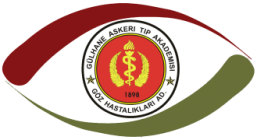 GÜLHANE ASKERİ TIP AKADEMİSİ
1898
GÖZ HASTALIKLARI AD.